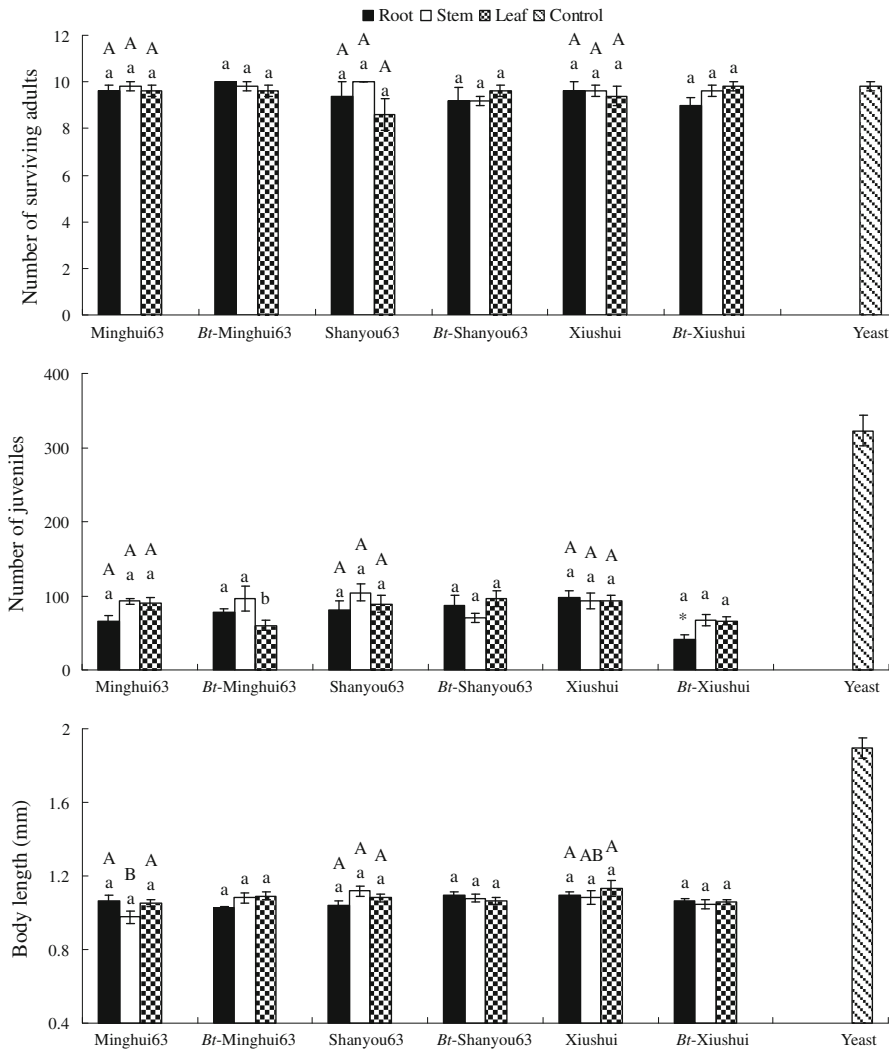 Root Stem Leaf Control
Number of surviving adults
12
10
8
6
4
2
0
A A A
a a a
a a a
A A A
a a a
a a a
A A A
a a a
a a a
Minghui63 Bt-Minghui63 Shanyou63 Bt-Shanyou63 Xiushui Bt-Xiushui Yeast
Number of juveniles
400
300
200
100
0
A A A
a a a
a a b
A A A
a a a
a a a
A A A
a a a
a a a
*
Minghui63 Bt-Minghui63 Shanyou63 Bt-Shanyou63 Xiushui Bt-Xiushui Yeast
Body length (mm)
2
1.6
1.2
0.8
0.4
A B A
a a a
a a a
A A A
a a a
a a a
A AB A
a a a
a a a
Minghui63 Bt-Minghui63 Shanyou63 Bt-Shanyou63 Xiushui Bt-Xiushui Yeast